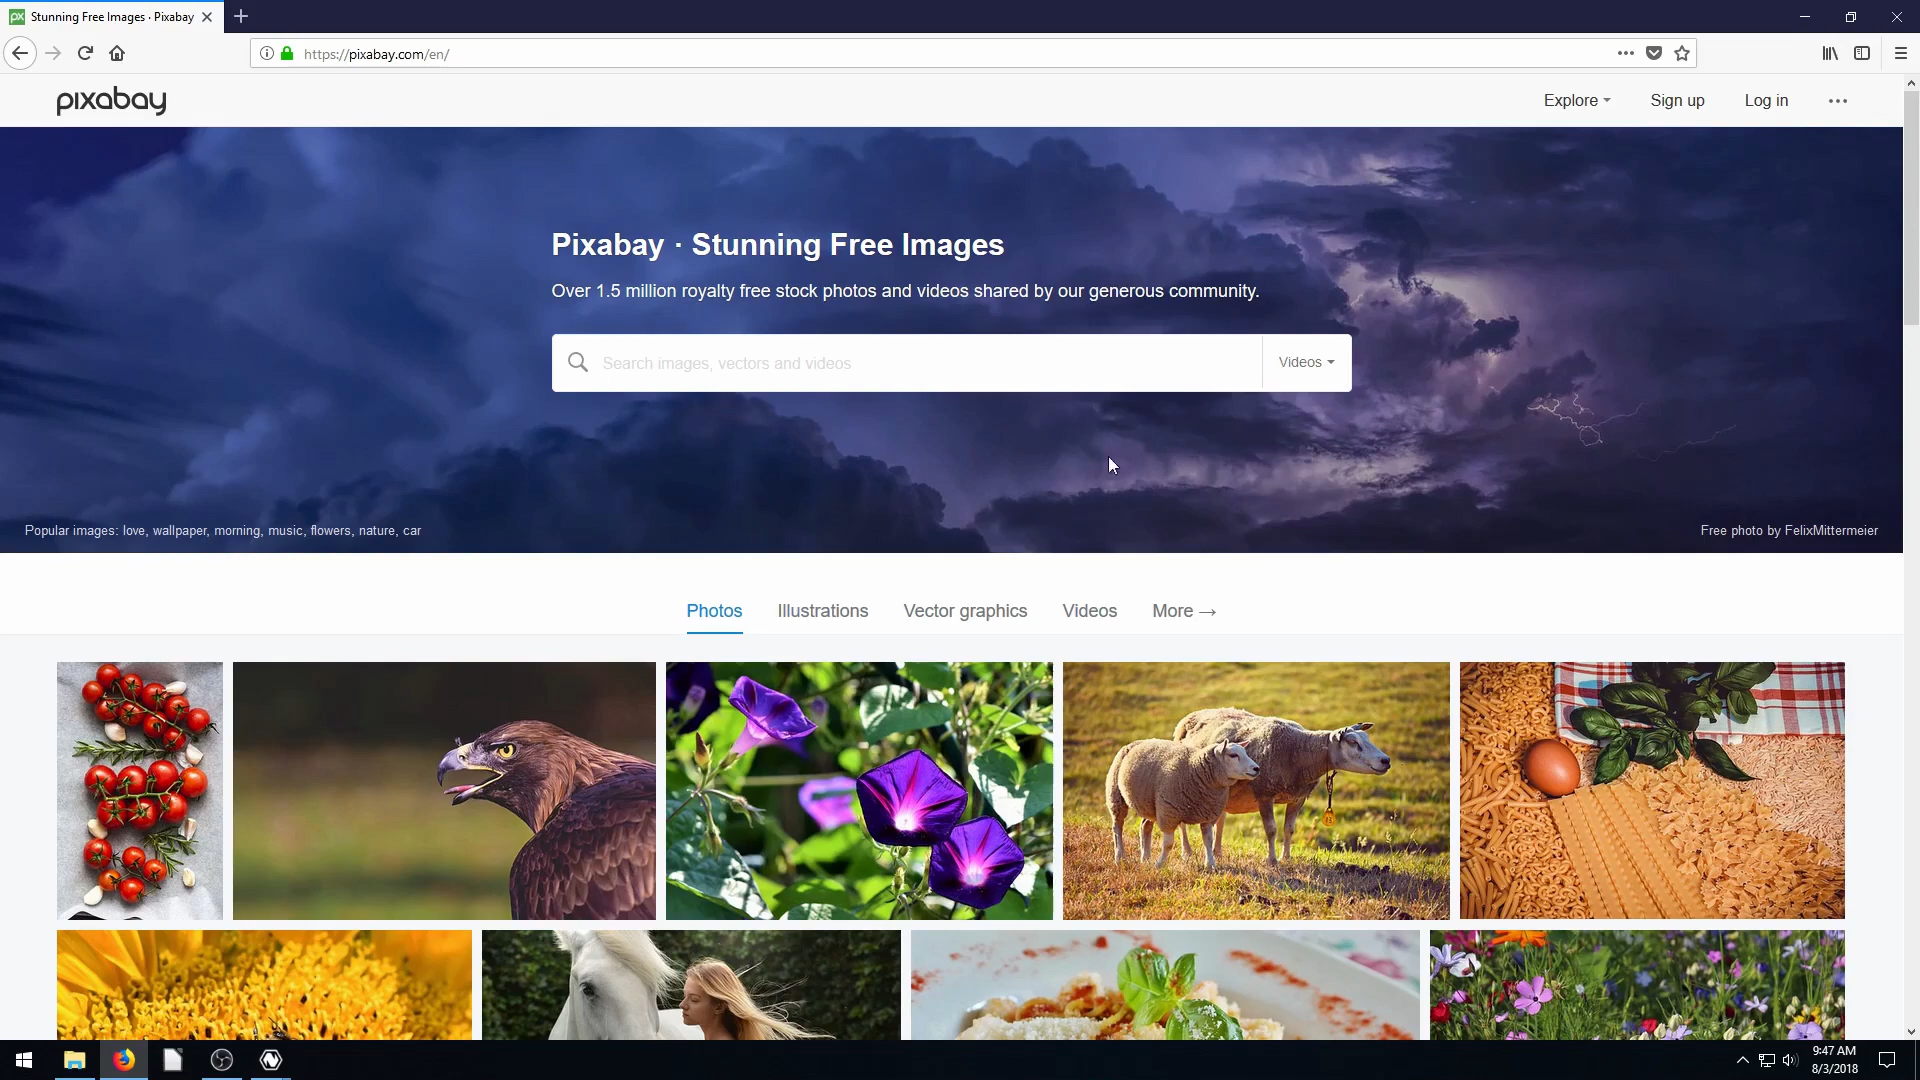 px Stunning Free Images · Pixabay
https://pixabay.com/en/
pixabay
Explore
Sign up
Log in
Pixabay · Stunning Free Images
Over 1.5 million royalty free stock photos and videos shared by our generous community.
Search images, vectors and videos
Videos
Popular images: love, wallpaper, morning, music, flowers, nature, car
Free photo by FelixMittermeier
Photos
Illustrations
Vector graphics
Videos
More →
9:47 AM
8/3/2018